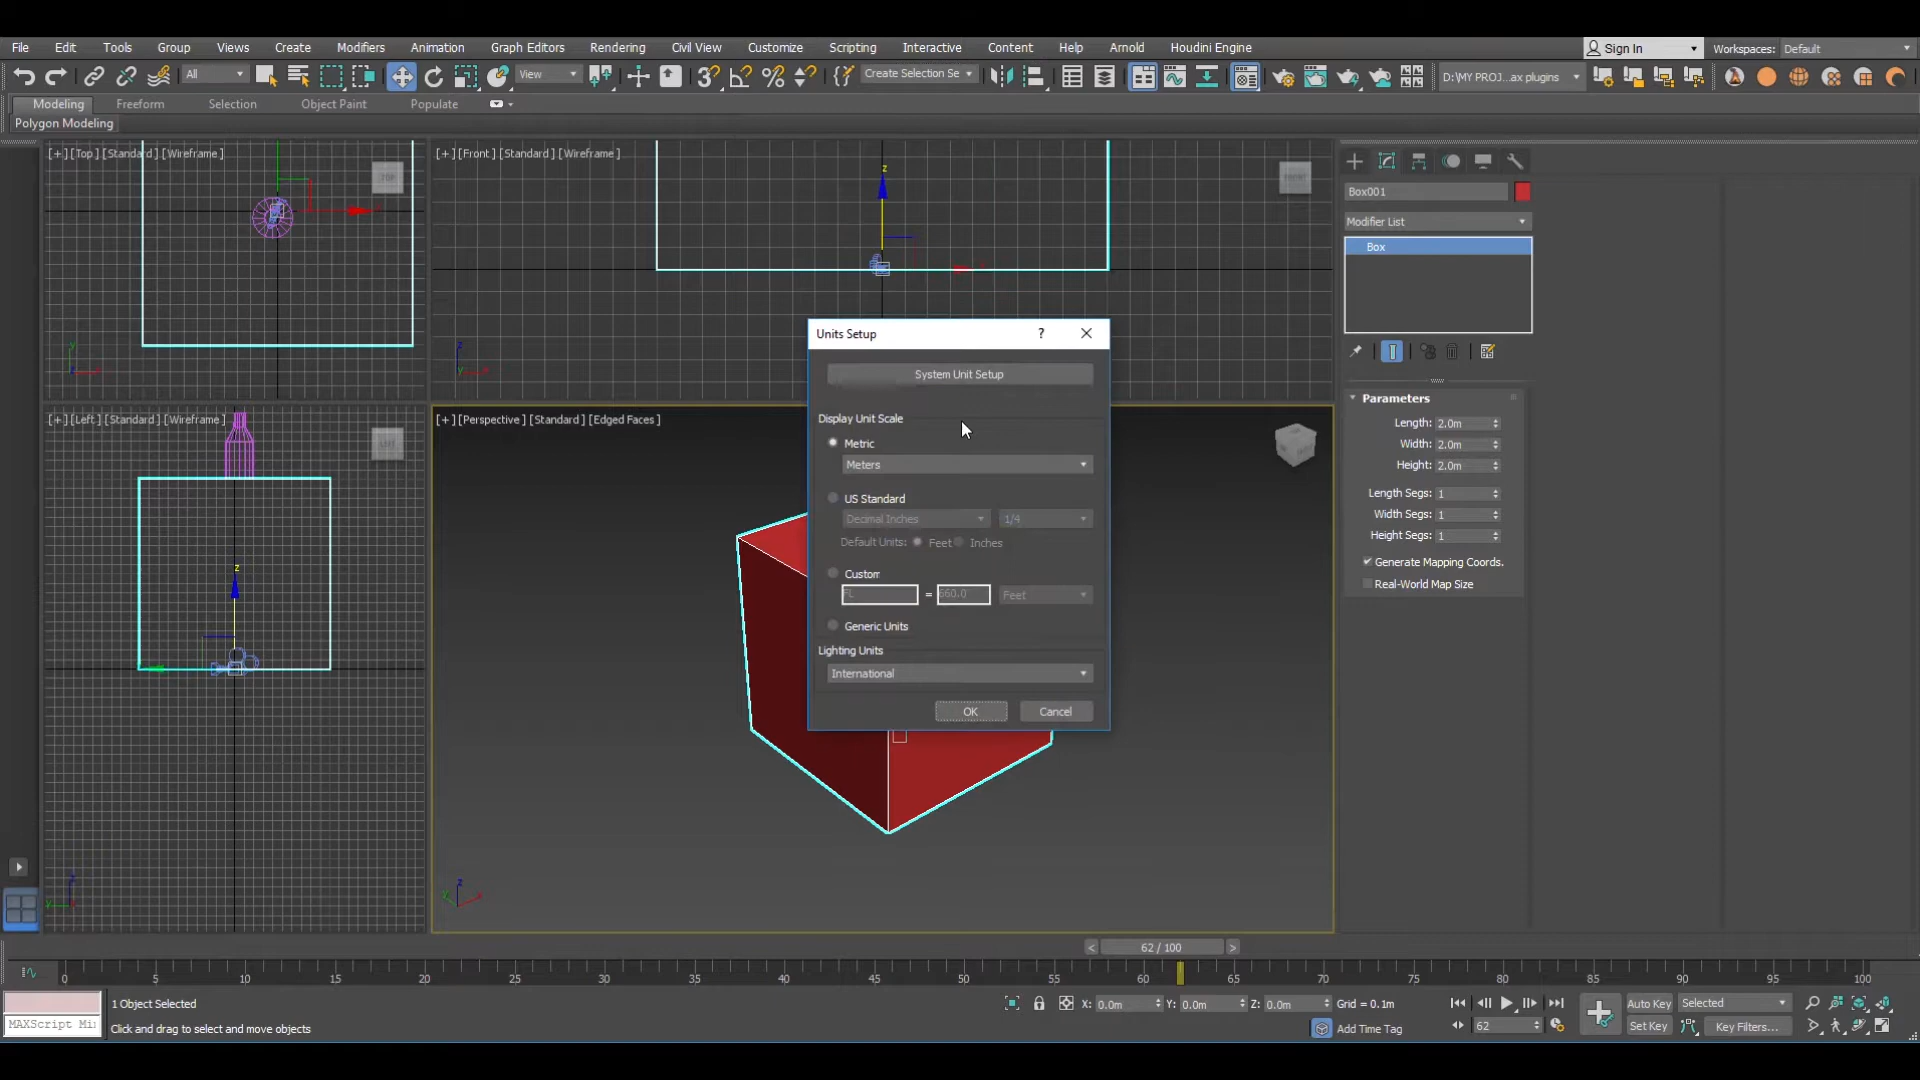 File Edit Tools Group Views Create Modifiers Animation Graph Editors Rendering Civil View Customize Scripting Interactive Content Help Arnold Houdini Engine Sign In Workspaces: Default
All View Create Selection Se D:\MY PROJ...ax plugins
Modeling Freeform Selection Object Paint Populate
Polygon Modeling
[+] [Top] [Standard] [Wireframe]
TOP
[+] [Front] [Standard] [Wireframe]
FRONT
z
y
z
[+] [Left] [Standard] [Wireframe]
LEFT
z
z
y
[+] [Perspective] [Standard] [Edged Faces]
z
y
x
Units Setup ? 
System Unit Setup
Display Unit Scale
Metric
Meters
US Standard
Decimal Inches 1/4
Default Units: Feet Inches
Custom
FL = 660.0 Feet
Generic Units
Lighting Units
International
OK Cancel
Box001
Modifier List
Box
Parameters
Length: 2.0m
Width: 2.0m
Height: 2.0m
Length Segs: 1
Width Segs: 1
Height Segs: 1
Generate Mapping Coords.
Real-World Map Size
< 62 / 100 >
0 5 10 15 20 25 30 35 40 45 50 55 60 65 70 75 80 85 90 95 100
1 Object Selected X: 0.0m Y: 0.0m Z: 0.0m Grid = 0.1m Auto Key Selected
MAXScript Mi Click and drag to select and move objects Add Time Tag 62 Set Key Key Filters...